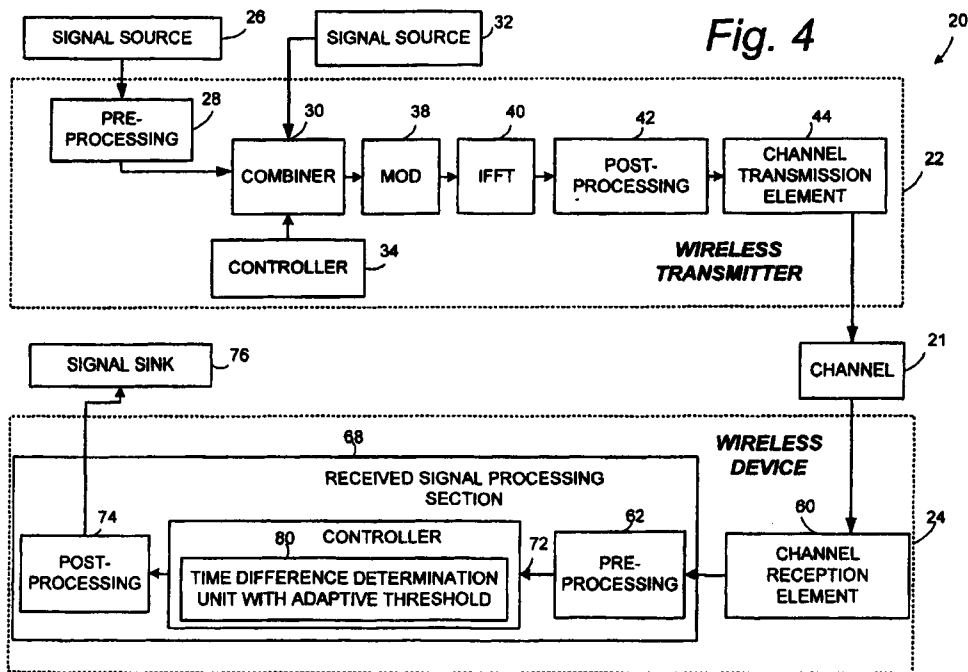 SIGNAL SOURCE
26
SIGNAL SOURCE
32
Fig. 4
20
PRE-
PROCESSING
28
30
COMBINER
38
MOD
40
IFFT
42
POST-
PROCESSING
44
CHANNEL
TRANSMISSION
ELEMENT
22
CONTROLLER
34
WIRELESS
TRANSMITTER
SIGNAL SINK
76
CHANNEL
21
WIRELESS
DEVICE
68
RECEIVED SIGNAL PROCESSING
SECTION
74
POST-
PROCESSING
CONTROLLER
80
TIME DIFFERENCE DETERMINATION
UNIT WITH ADAPTIVE THRESHOLD
72
62
PRE-
PROCESSING
60
CHANNEL
RECEPTION
ELEMENT
24